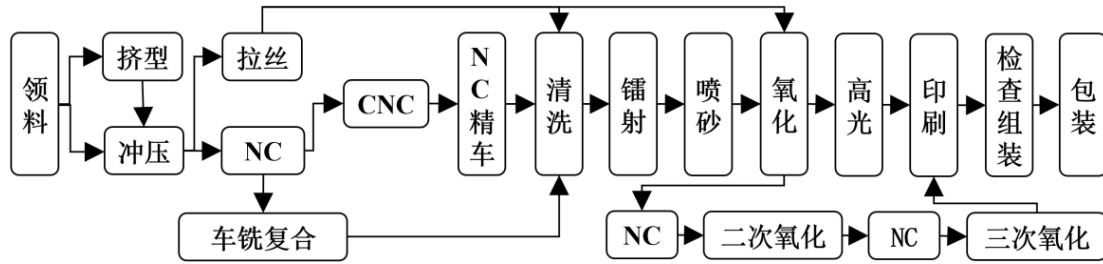 领料
挤型
冲压
拉丝
NC
车铣复合
CNC
NC精车
清洗
镭射
喷砂
氧化
高光
印刷
检查组装
包装
NC
二次氧化
NC
三次氧化